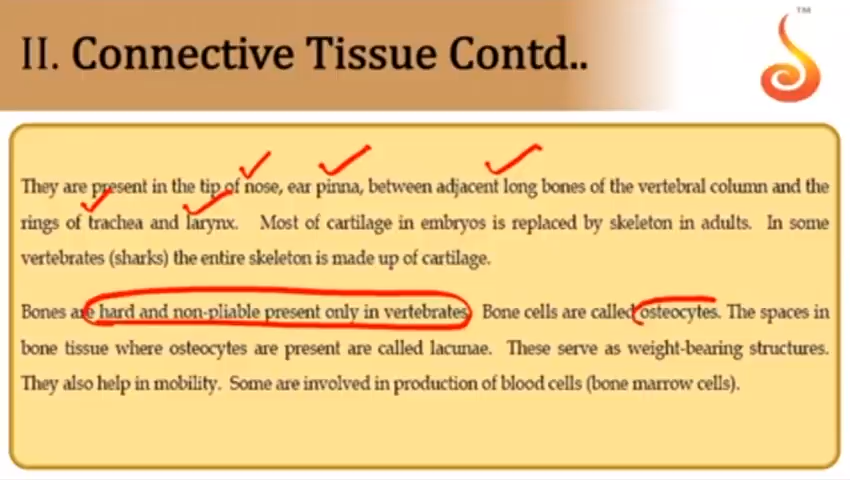 TM
II. Connective Tissue Contd..
They are present in the tip of nose, ear pinna, between adjacent long bones of the vertebral column and the
rings of trachea and larynx. Most of cartilage in embryos is replaced by skeleton in adults. In some
vertebrates (sharks) the entire skeleton is made up of cartilage.
Bones are hard and non-pliable present only in vertebrates. Bone cells are called osteocytes. The spaces in
bone tissue where osteocytes are present are called lacunae. These serve as weight-bearing structures.
They also help in mobility. Some are involved in production of blood cells (bone marrow cells).